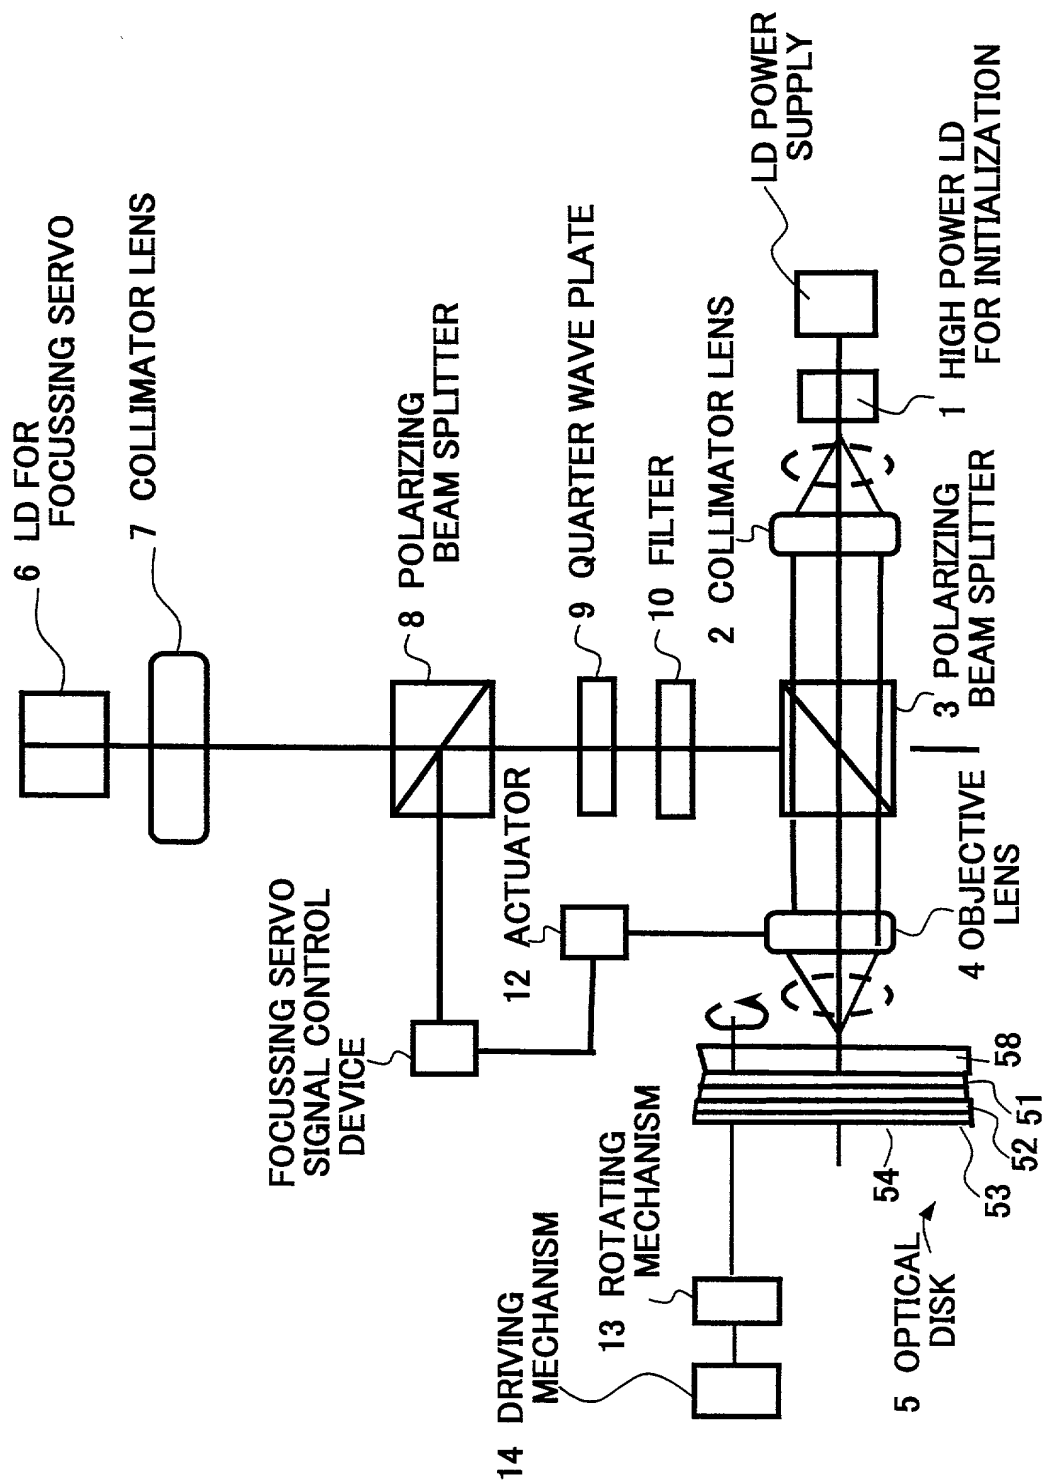 6 LD FOR
FOCUSSING SERVO
7 COLLIMATOR LENS
8 POLARIZING
BEAM SPLITTER
9 QUARTER WAVE PLATE
10 FILTER
2 COLLIMATOR LENS
LD POWER
SUPPLY
1 HIGH POWER LD
FOR INITIALIZATION
3 POLARIZING
BEAM SPLITTER
4 OBJECTIVE
LENS
12 ACTUATOR
FOCUSSING SERVO
SIGNAL CONTROL
DEVICE
58
51
52
53
54
5 OPTICAL
DISK
13 ROTATING
MECHANISM
14 DRIVING
MECHANISM